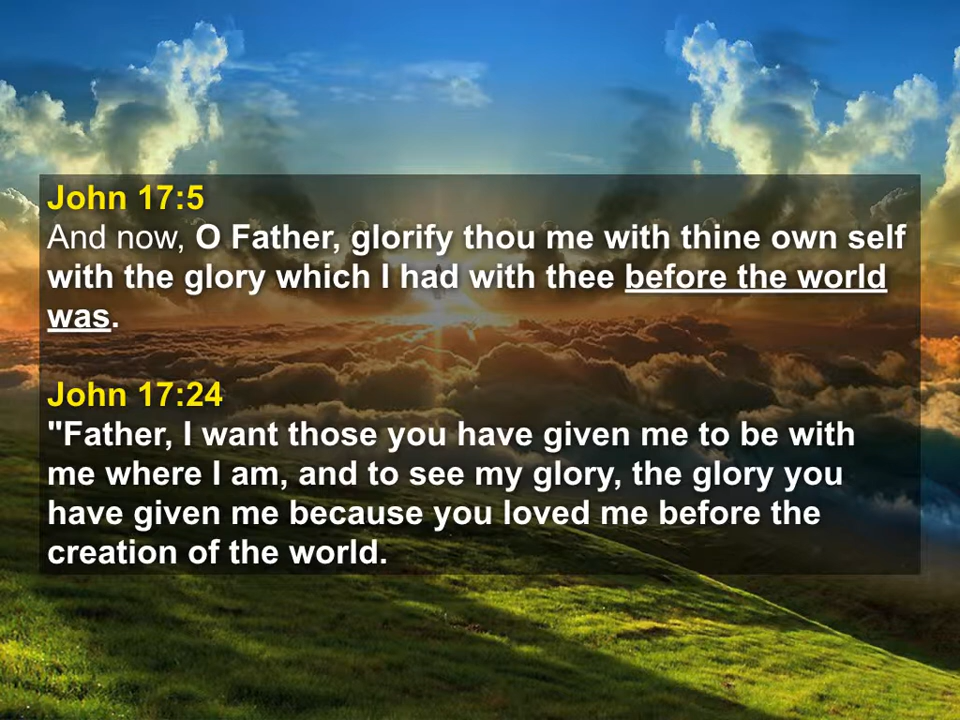 John 17:5
And now, O Father, glorify thou me with thine own self
with the glory which I had with thee before the world
was.
John 17:24
"Father, I want those you have given me to be with
me where I am, and to see my glory, the glory you
have given me because you loved me before the
creation of the world.